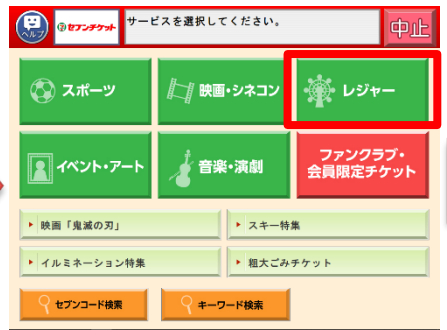 ヘルプ
セブンチケット
サービスを選択してください。
中止
スポーツ
映画・シネコン
レジャー
イベント・アート
音楽・演劇
ファンクラブ・
会員限定チケット
映画「鬼滅の刃」
スキー特集
イルミネーション特集
粗大ごみチケット
セブンコード検索
キーワード検索